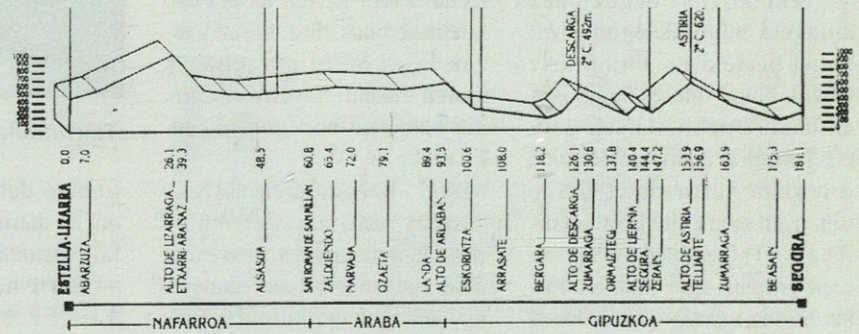 DESCARGA
2ª C. 492m.
ASTIRIA
2ª C. 620.
0.0
7,0
26,1
39,3
60,8
65,4
72,0
79,1
89,4
93,5
100,6
108,0
118,2
126,1
130,6
137,8
140,4
144,4
147,2
153,9
156,9
163,9
175,3
181,1
ESTELLA-LIZARRA
ABARZUZA
ALTO DE LIZARRAGA
ETXARRI-ARANAZ
ALSASUA
SAN ROMAN DE SAN MILLAN
ZALDUENDO
NARVAJA
OZAETA
LANDA
ALTO DE ARLABAN
ESKORIATZA
ARRASATE
BERGARA
ALTO DE DESCARGA
ZUMARRAGA
ORMAIZTEGI
ALTO DE LIERNIA
SEGURA
ZERAIN
ALTO DE ASTIRIA
TELLIARTE
ZUMARRAGA
BEASAIN
SEGURA
NAFARROA
ARABA
GIPUZKOA